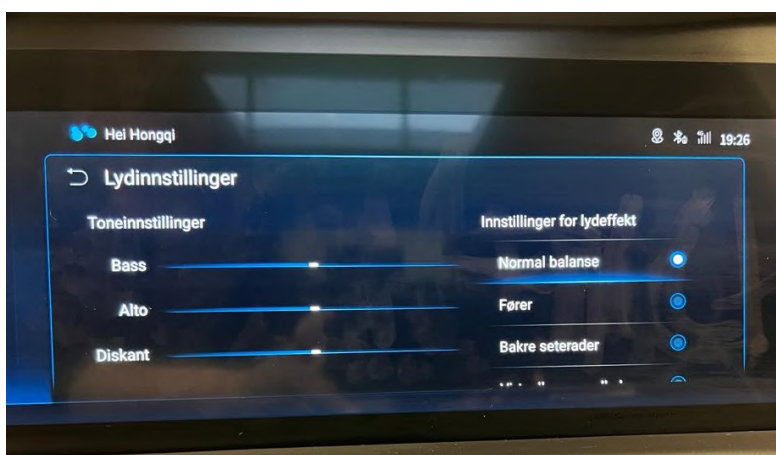 Hei Hongqi
19:26
Lydinnstillinger
Toneinnstillinger
Bass
Alto
Diskant
Innstillinger for lydeffekt
Normal balanse
Fører
Bakre seterader